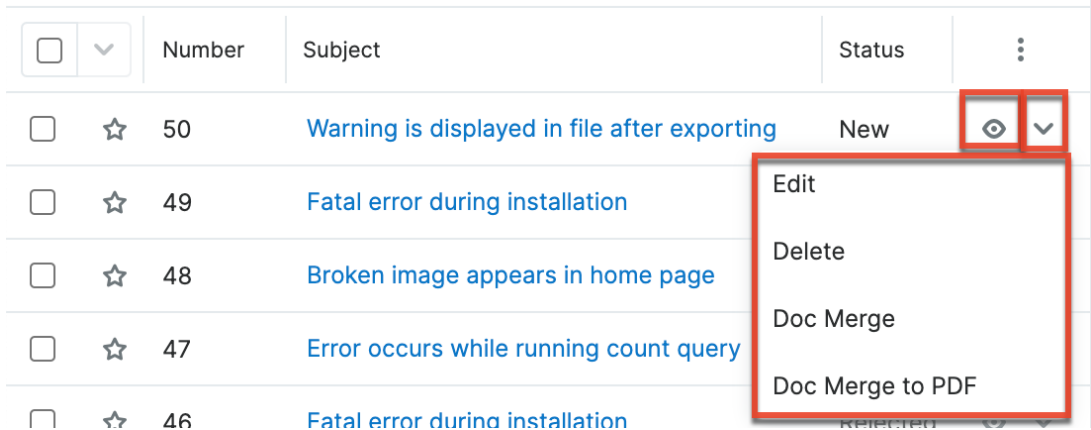 Number Subject Status
50 Warning is displayed in file after exporting New
Edit
49 Fatal error during installation
Delete
48 Broken image appears in home page
Doc Merge
47 Error occurs while running count query
Doc Merge to PDF
46 Fatal error during installation Rejected